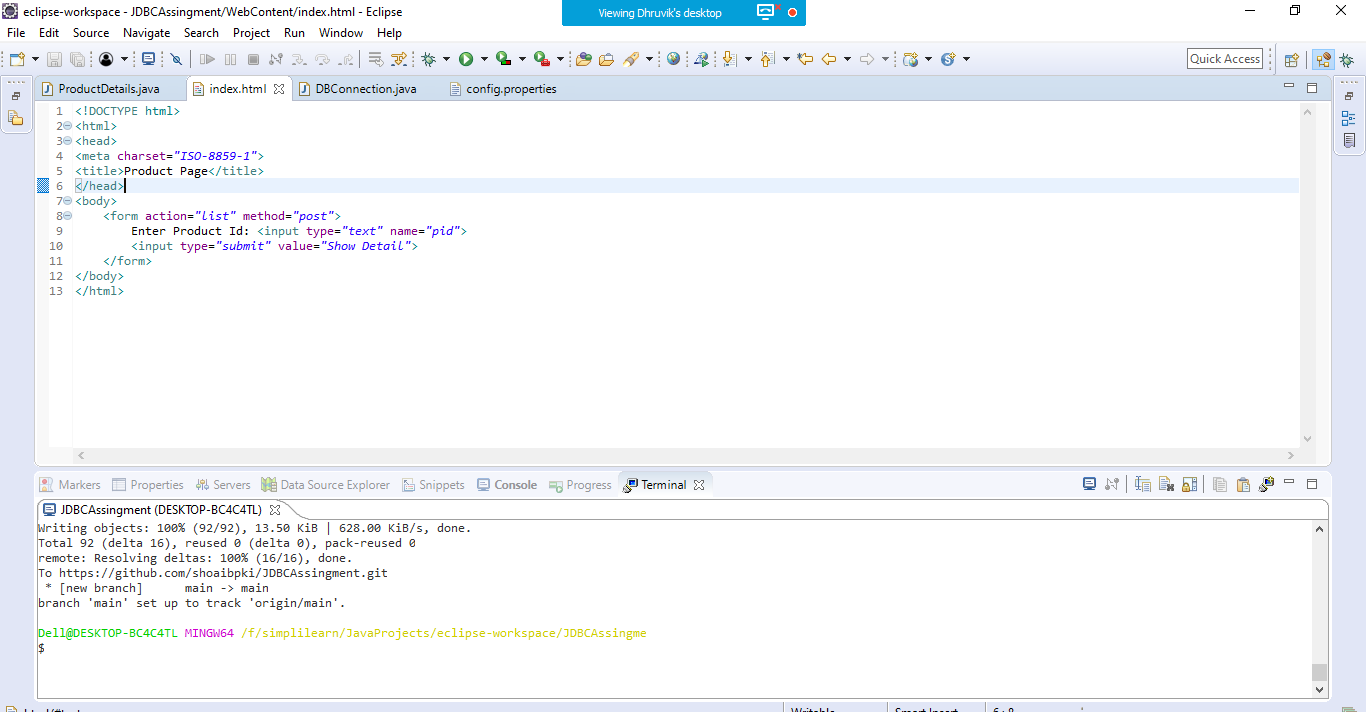 eclipse-workspace - JDBCAssingment/WebContent/index.html - Eclipse
Viewing Dhruvik's desktop
File Edit Source Navigate Search Project Run Window Help
Quick Access
ProductDetails.java index.html DBConnection.java config.properties
1 <!DOCTYPE html>
2 <html>
3 <head>
4 <meta charset="ISO-8859-1">
5 <title>Product Page</title>
6 </head>
7 <body>
8 <form action="list" method="post">
9 Enter Product Id: <input type="text" name="pid">
10 <input type="submit" value="Show Detail">
11 </form>
12 </body>
13 </html>
Markers Properties Servers Data Source Explorer Snippets Console Progress Terminal
JDBCAssingment (DESKTOP-BC4C4TL)
Writing objects: 100% (92/92), 13.50 KiB | 628.00 KiB/s, done.
Total 92 (delta 16), reused 0 (delta 0), pack-reused 0
remote: Resolving deltas: 100% (16/16), done.
To https://github.com/shoaibpki/JDBCAssingment.git
* [new branch] main -> main
branch 'main' set up to track 'origin/main'.
Dell@DESKTOP-BC4C4TL MINGW64 /f/simplilearn/JavaProjects/eclipse-workspace/JDBCAssingme
$
Writable Smart Insert 6 : 8